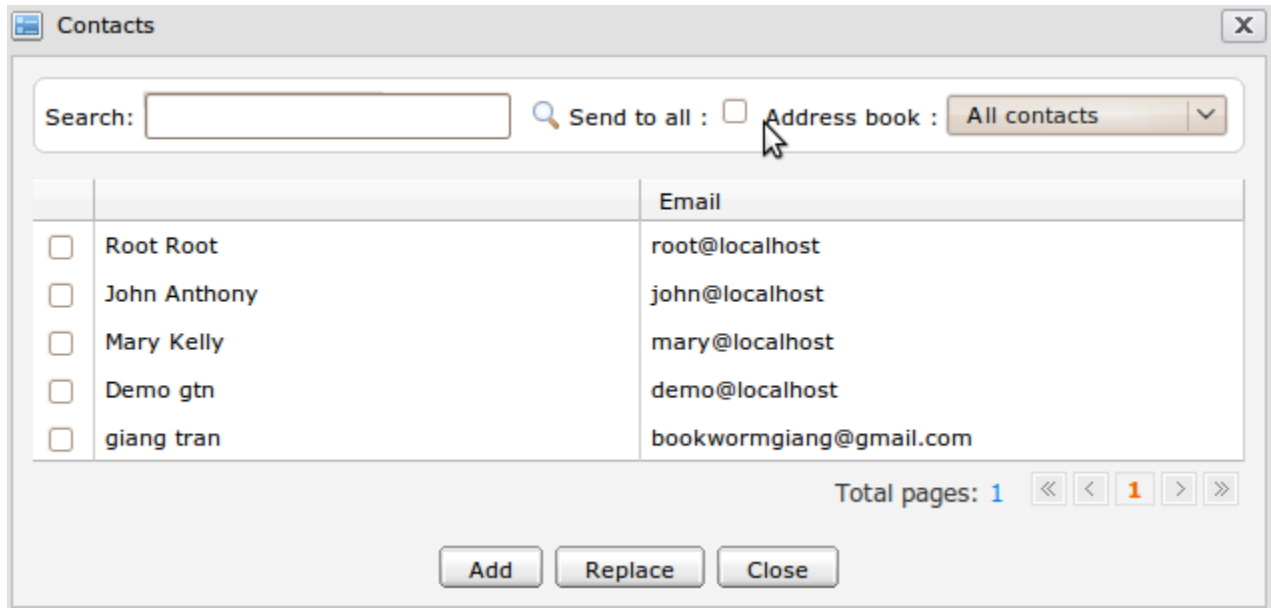 Contacts X
Search: Send to all : Address book : All contacts
Email
Root Root root@localhost
John Anthony john@localhost
Mary Kelly mary@localhost
Demo gtn demo@localhost
giang tran bookwormgiang@gmail.com
Total pages: 1 « < 1 > »
Add Replace Close